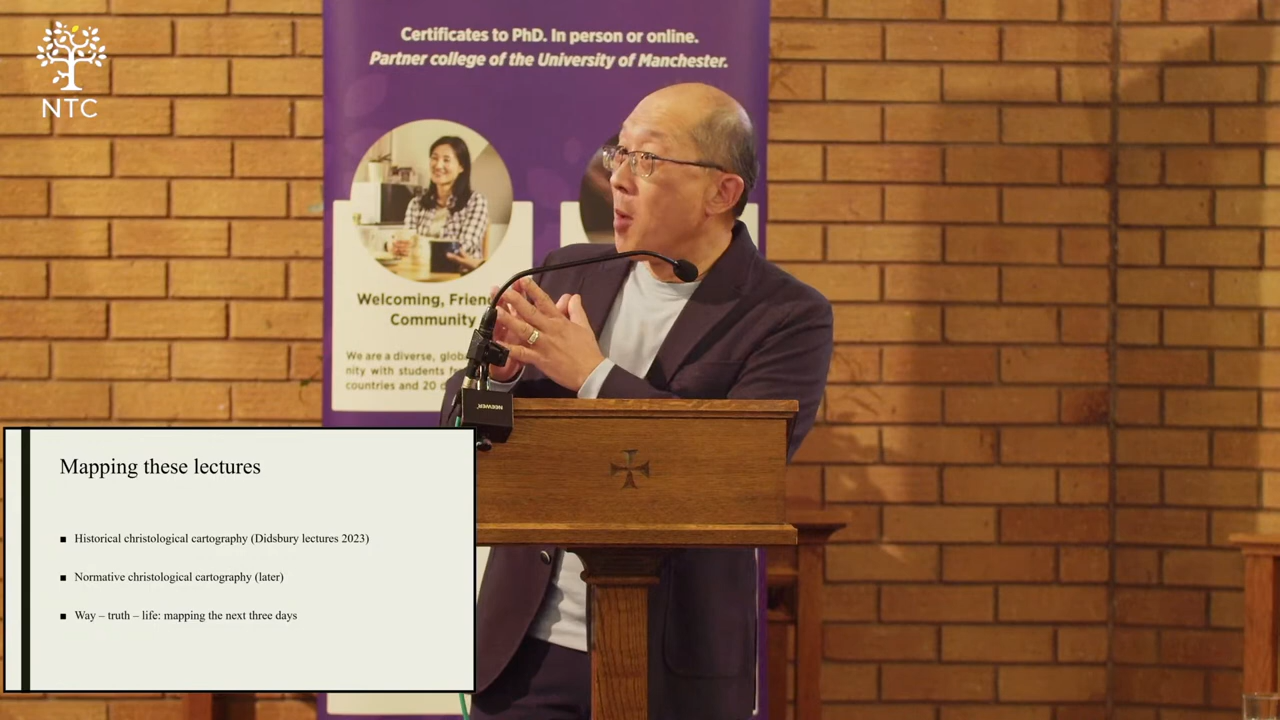 NTC
Certificates to PhD. In person or online.
Partner college of the University of Manchester.
Welcoming, Frien
Community
We are a diverse, glob
nity with students
countries and 20
NEEWER
Mapping these lectures
■ Historical christological cartography (Didsbury lectures 2023)
■ Normative christological cartography (later)
■ Way – truth – life: mapping the next three days